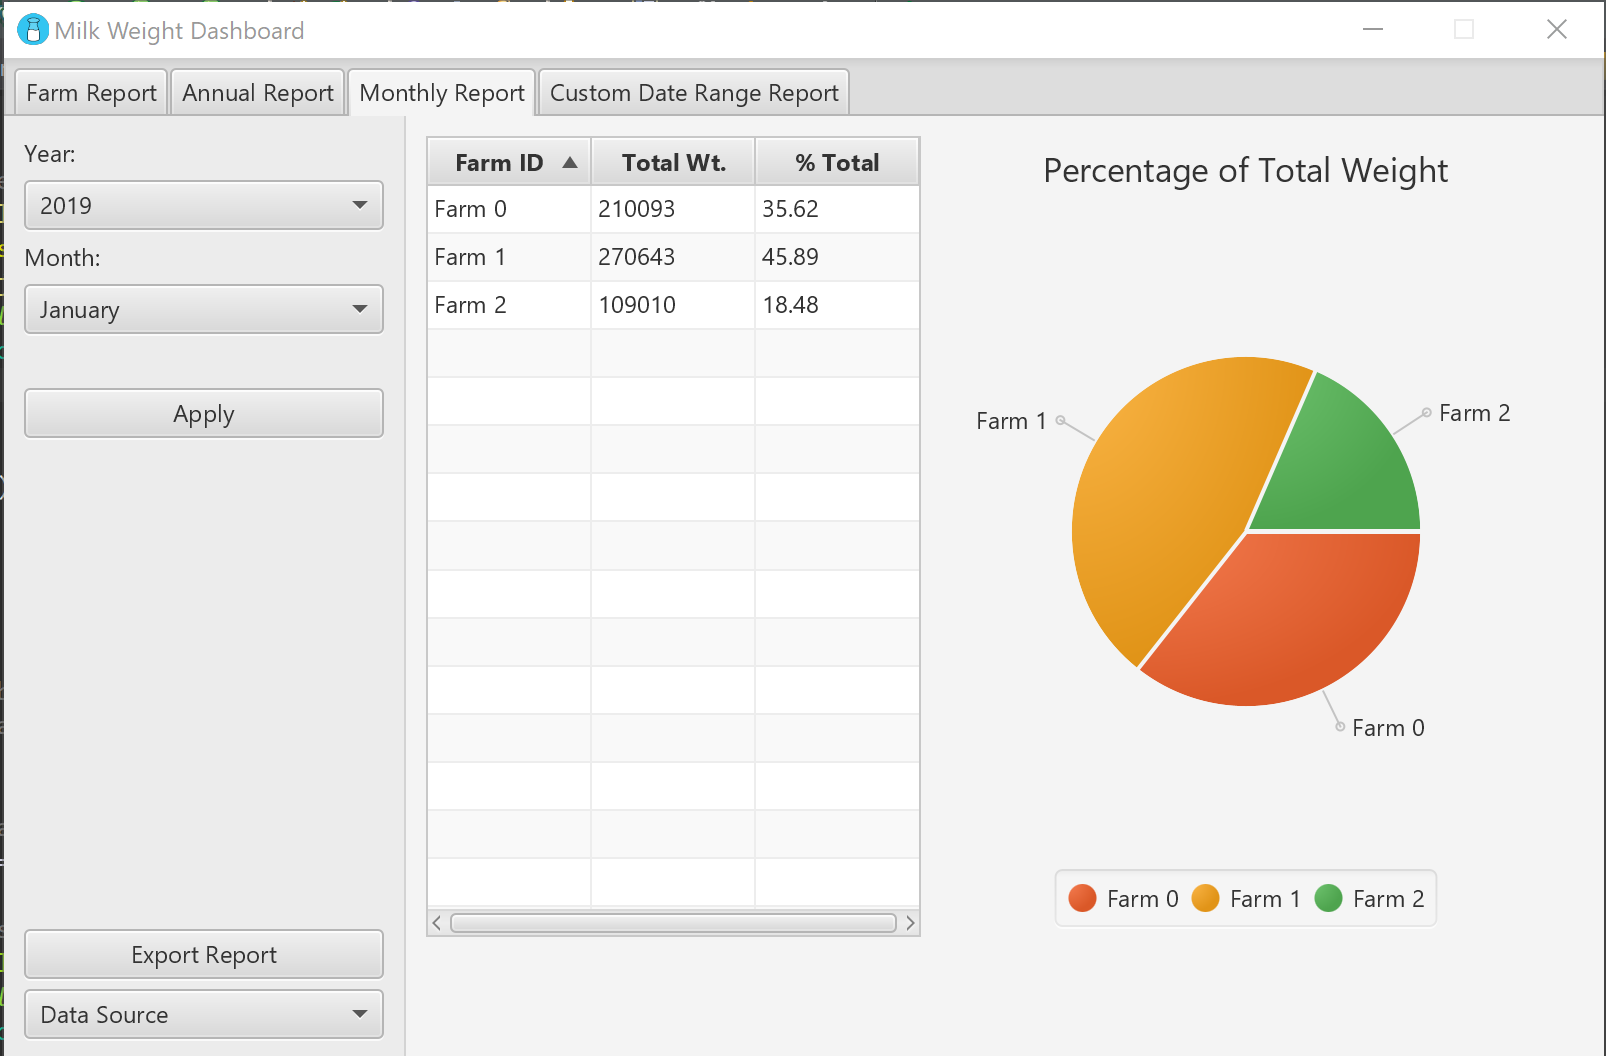 Milk Weight Dashboard
Farm Report Annual Report Monthly Report Custom Date Range Report
Year:
2019
Month:
January
Apply
Export Report
Data Source
Farm ID Total Wt. % Total
Farm 0 210093 35.62
Farm 1 270643 45.89
Farm 2 109010 18.48
Percentage of Total Weight
Farm 1
Farm 2
Farm 0
Farm 0 Farm 1 Farm 2